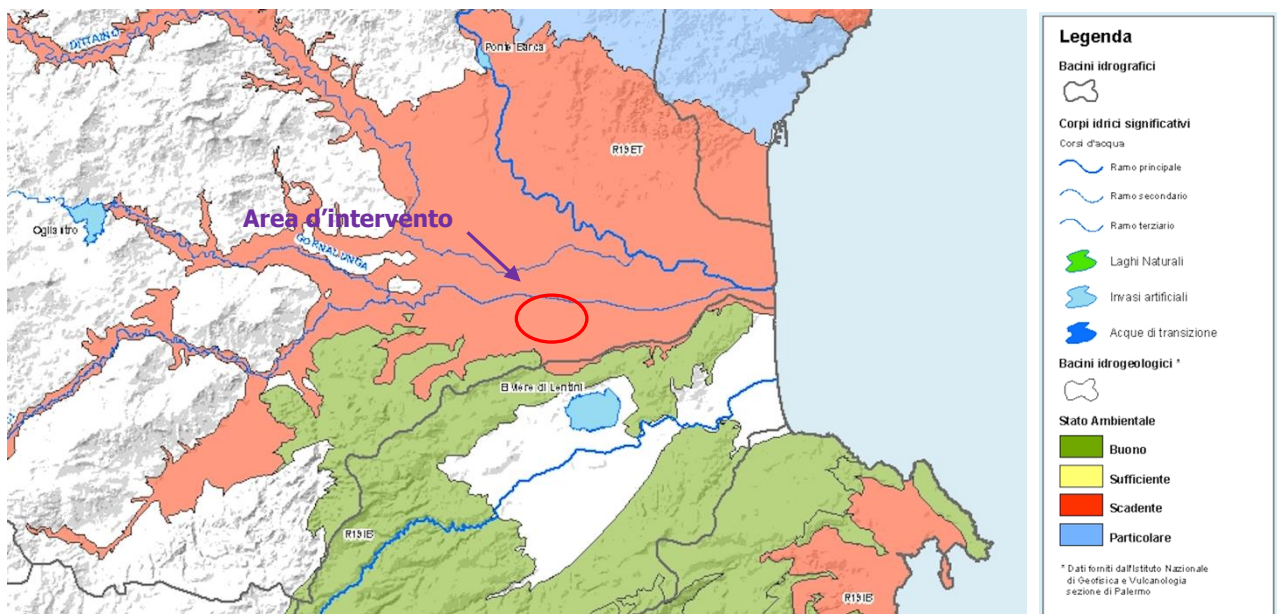 DITTAINO
Ponte Barca
R19ET
Area d'intervento
Ogliastro
GORNALUNGA
Biviere di Lentini
R19IB
R19IB
Legenda
Bacini idrografici
Corpi idrici significativi
Corsi d'acqua
Ramo principale
Ramo secondario
Ramo terziario
Laghi Naturali
Invasi artificiali
Acque di transizione
Bacini idrogeologici *
Stato Ambientale
Buono
Sufficiente
Scadente
Particolare
* Dati forniti dall'Istituto Nazionale
di Geofisica e Vulcanologia
sezione di Palermo